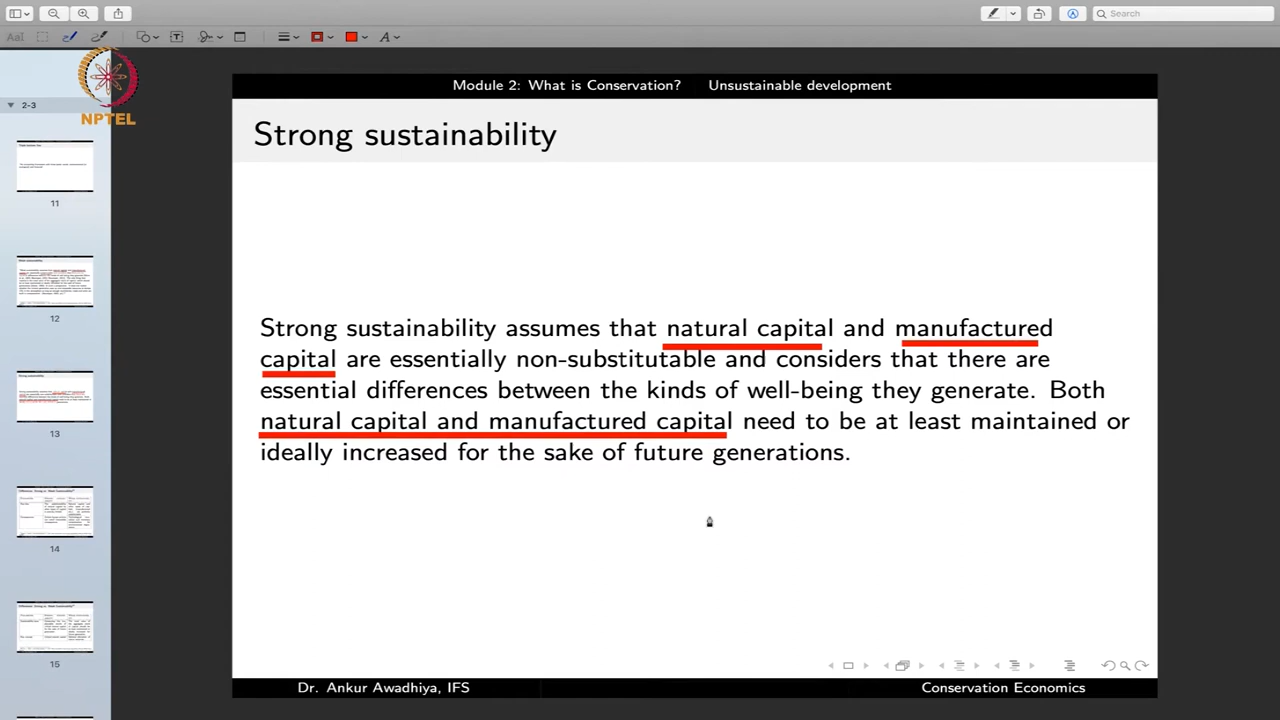 Search
NPTEL
2-3
11
12
13
14
15
Module 2: What is Conservation? Unsustainable development
Strong sustainability
Strong sustainability assumes that natural capital and manufactured
capital are essentially non-substitutable and considers that there are
essential differences between the kinds of well-being they generate. Both
natural capital and manufactured capital need to be at least maintained or
ideally increased for the sake of future generations.
Dr. Ankur Awadhiya, IFS Conservation Economics